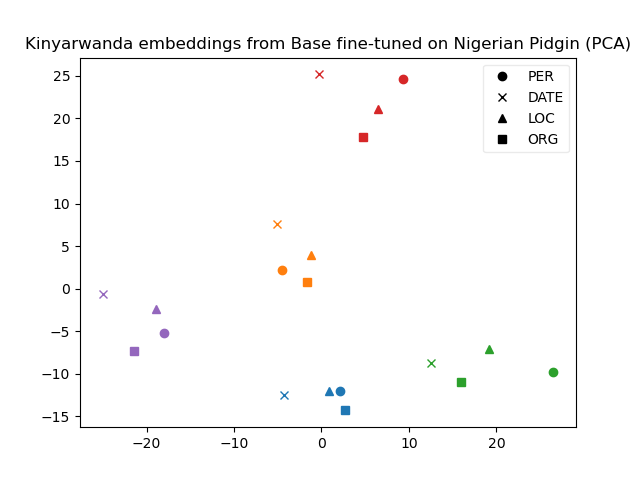 Kinyarwanda embeddings from Base fine-tuned on Nigerian Pidgin (PCA)
25
20
15
10
5
0
−5
−10
−15
−20
−10
0
10
20
PER
DATE
LOC
ORG